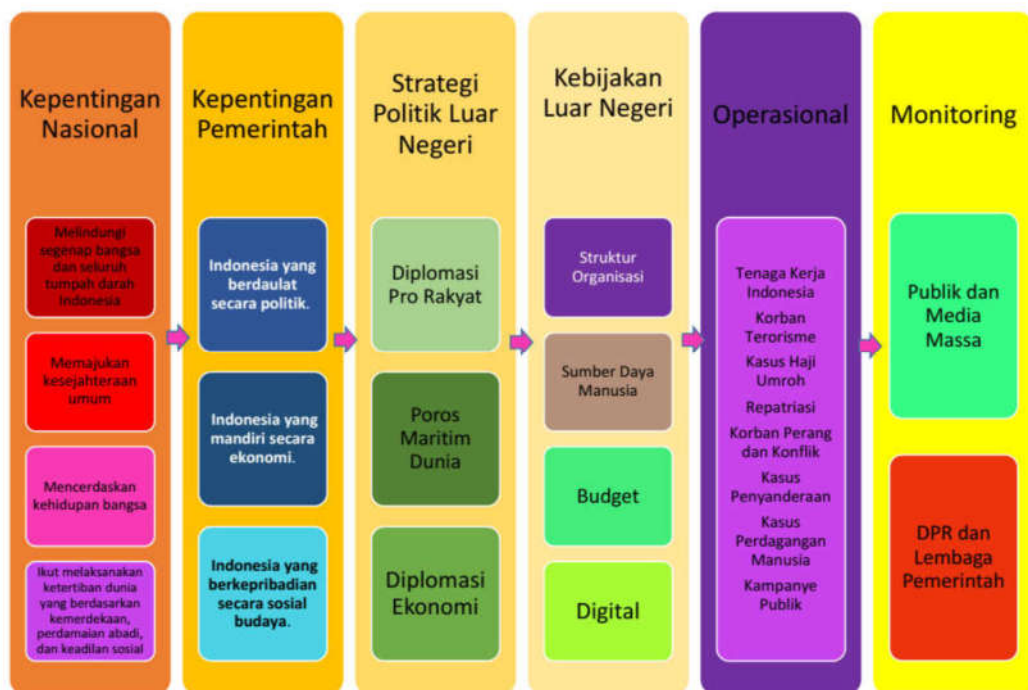 Kepentingan
Nasional
Melindungi
segenap bangsa
dan seluruh
tumpah darah
Indonesia
Memajukan
kesejahteraan
umum
Mencerdaskan
kehidupan bangsa
Ikut melaksanakan
ketertiban dunia
yang berdasarkan
kemerdekaan,
perdamaian abadi,
dan keadilan sosial
Kepentingan
Pemerintah
Indonesia yang
berdaulat
secara politik.
Indonesia yang
mandiri secara
ekonomi.
Indonesia yang
berkepribadian
secara sosial
budaya.
Strategi
Politik Luar
Negeri
Diplomasi
Pro Rakyat
Poros
Maritim
Dunia
Diplomasi
Ekonomi
Kebijakan
Luar Negeri
Struktur
Organisasi
Sumber Daya
Manusia
Budget
Digital
Operasional
Tenaga Kerja
Indonesia
Korban
Terorisme
Kasus Haji
Umroh
Repatriasi
Korban Perang
dan Konflik
Kasus
Penyanderaan
Kasus
Perdagangan
Manusia
Kampanye
Publik
Monitoring
Publik dan
Media
Massa
DPR dan
Lembaga
Pemerintah